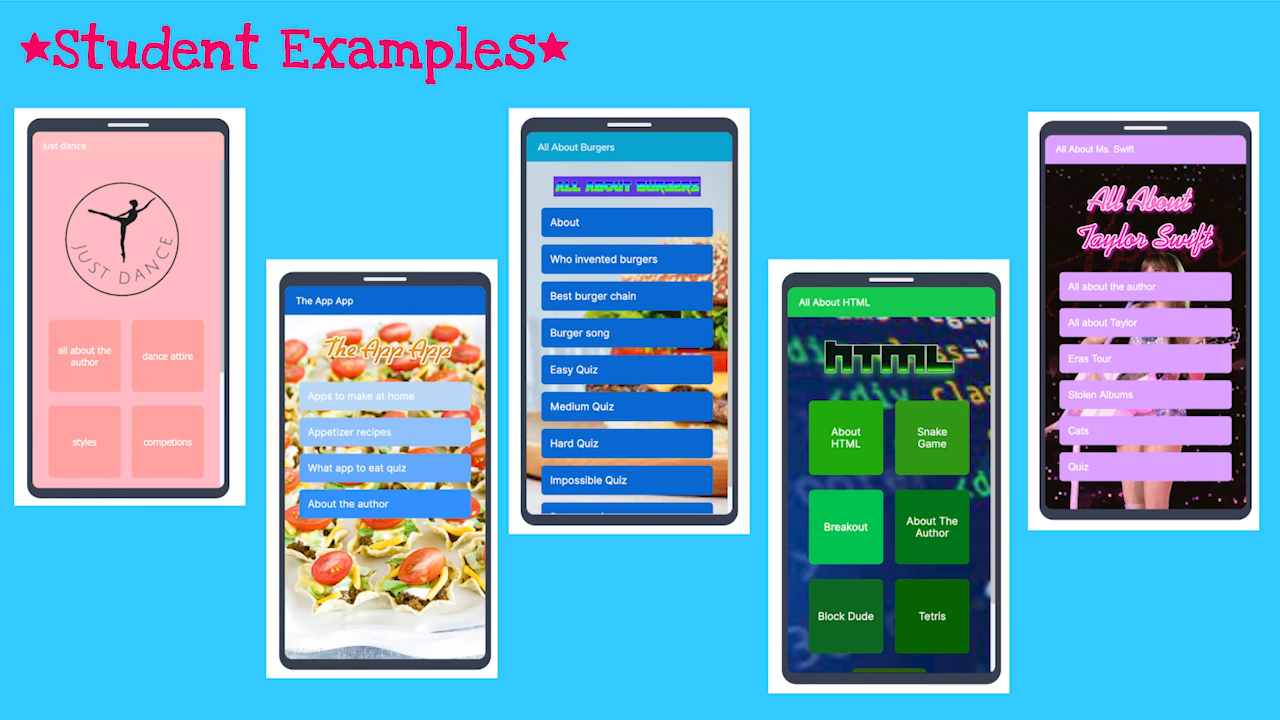 ★Student Examples★
just dance
JUST DANCE
all about the
author
dance attire
styles
competions
The App App
The App App
Apps to make at home
Appetizer recipes
What app to eat quiz
About the author
All About Burgers
ALL ABOUT BURGERS
About
Who invented burgers
Best burger chain
Burger song
Easy Quiz
Medium Quiz
Hard Quiz
Impossible Quiz
All About HTML
HTML
About
HTML
Snake
Game
Breakout
About The
Author
Block Dude
Tetris
All About Ms. Swift
All About
Taylor Swift
All about the author
All about Taylor
Eras Tour
Stolen Albums
Cats
Quiz